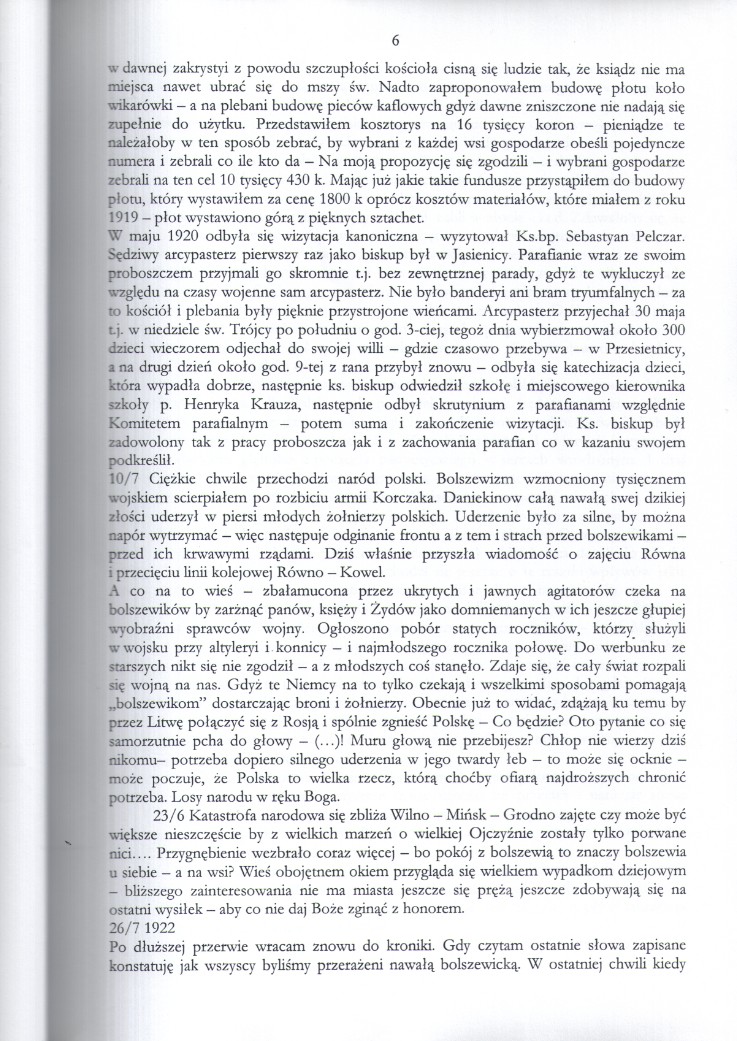 6
w dawnej zakrystyi z powodu szczupłości kościoła cisną się ludzie tak, że ksiądz nie ma
miejsca nawet ubrać się do mszy św. Nadto zaproponowałem budowę płotu koło
wikarówki – a na plebani budowę pieców kaflowych gdyż dawne zniszczone nie nadają się
zupełnie do użytku. Przedstawiłem kosztorys na 16 tysięcy koron – pieniądze te
należałoby w ten sposób zebrać, by wybrani z każdej wsi gospodarze obeśli pojedyncze
numera i zebrali co ile kto da – Na moją propozycję się zgodzili – i wybrani gospodarze
zebrali na ten cel 10 tysięcy 430 k. Mając już jakie takie fundusze przystąpiłem do budowy
płotu, który wystawiłem za cenę 1800 k oprócz kosztów materiałów, które miałem z roku
1919 – płot wystawiono górą z pięknych sztachet.
W maju 1920 odbyła się wizytacja kanoniczna – wyzytował Ks.bp. Sebastyan Pelczar.
Sędziwy arcypasterz pierwszy raz jako biskup był w Jasienicy. Parafianie wraz ze swoim
proboszczem przyjmali go skromnie t.j. bez zewnętrznej parady, gdyż te wykluczył ze
względu na czasy wojenne sam arcypasterz. Nie było banderyi ani bram tryumfalnych – za
to kościół i plebania były pięknie przystrojone wieńcami. Arcypasterz przyjechał 30 maja
t.j. w niedziele św. Trójcy po południu o god. 3-ciej, tegoż dnia wybierzmował około 300
dzieci wieczorem odjechał do swojej willi – gdzie czasowo przebywa – w Przesietnicy,
a na drugi dzień około god. 9-tej z rana przybył znowu – odbyła się katechizacja dzieci,
która wypadła dobrze, następnie ks. biskup odwiedził szkołę i miejscowego kierownika
szkoły p. Henryka Krauza, następnie odbył skrutynium z parafianami względnie
Komitetem parafialnym – potem suma i zakończenie wizytacji. Ks. biskup był
zadowolony tak z pracy proboszcza jak i z zachowania parafian co w kazaniu swojem
podkreślił.
10/7 Ciężkie chwile przechodzi naród polski. Bolszewizm wzmocniony tysięcznem
wojskiem scierpiałem po rozbiciu armii Korczaka. Daniekinow całą nawałą swej dzikiej
złości uderzył w piersi młodych żołnierzy polskich. Uderzenie było za silne, by można
napór wytrzymać – więc następuje odginanie frontu a z tem i strach przed bolszewikami –
przed ich krwawymi rządami. Dziś właśnie przyszła wiadomość o zajęciu Równa
i przecięciu linii kolejowej Równo – Kowel.
A co na to wieś – zbałamucona przez ukrytych i jawnych agitatorów czeka na
bolszewików by zarżnąć panów, księży i Żydów jako domniemanych w ich jeszcze głupiej
wyobraźni sprawców wojny. Ogłoszono pobór statych roczników, którzy służyli
w wojsku przy altyleryi i konnicy – i najmłodszego rocznika połowę. Do werbunku ze
starszych nikt się nie zgodził – a z młodszych coś stanęło. Zdaje się, że cały świat rozpali
się wojną na nas. Gdyż te Niemcy na to tylko czekają i wszelkimi sposobami pomagają
„bolszewikom” dostarczając broni i żołnierzy. Obecnie już to widać, zdążają ku temu by
przez Litwę połączyć się z Rosją i spólnie zgnieść Polskę – Co będzie? Oto pytanie co się
samorzutnie pcha do głowy – (…)! Muru głową nie przebijesz? Chłop nie wierzy dziś
nikomu– potrzeba dopiero silnego uderzenia w jego twardy łeb – to może się ocknie –
może poczuje, że Polska to wielka rzecz, którą choćby ofiarą najdroższych chronić
potrzeba. Losy narodu w ręku Boga.
23/6 Katastrofa narodowa się zbliża Wilno – Mińsk – Grodno zajęte czy może być
większe nieszczęście by z wielkich marzeń o wielkiej Ojczyźnie zostały tylko porwane
nici…. Przygnębienie wezbrało coraz więcej – bo pokój z bolszewią to znaczy bolszewia
u siebie – a na wsi? Wieś obojętnem okiem przygląda się wielkiem wypadkom dziejowym
– bliższego zainteresowania nie ma miasta jeszcze się prężą jeszcze zdobywają się na
ostatni wysiłek – aby co nie daj Boże zginąć z honorem.
26/7 1922
Po dłuższej przerwie wracam znowu do kroniki. Gdy czytam ostatnie słowa zapisane
konstatuję jak wszyscy byliśmy przerażeni nawałą bolszewicką. W ostatniej chwili kiedy